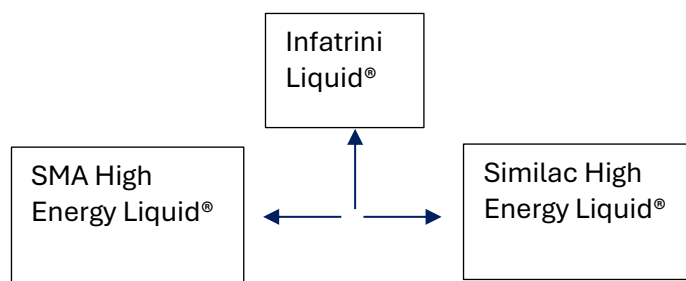 Infatrini
Liquid®
SMA High
Energy Liquid®
Similac High
Energy Liquid®